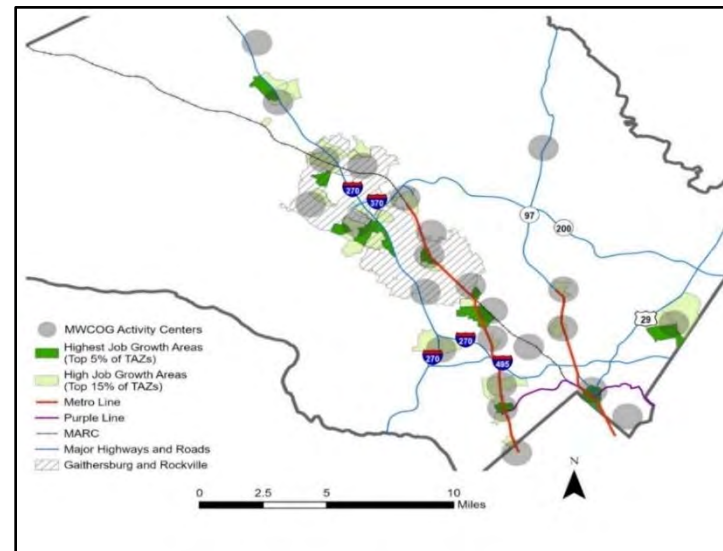 270
370
97
200
29
270
270
495
MWCOG Activity Centers
Highest Job Growth Areas
(Top 5% of TAZs)
High Job Growth Areas
(Top 15% of TAZs)
Metro Line
Purple Line
MARC
Major Highways and Roads
Gaithersburg and Rockville
N
0 2.5 5 10
Miles